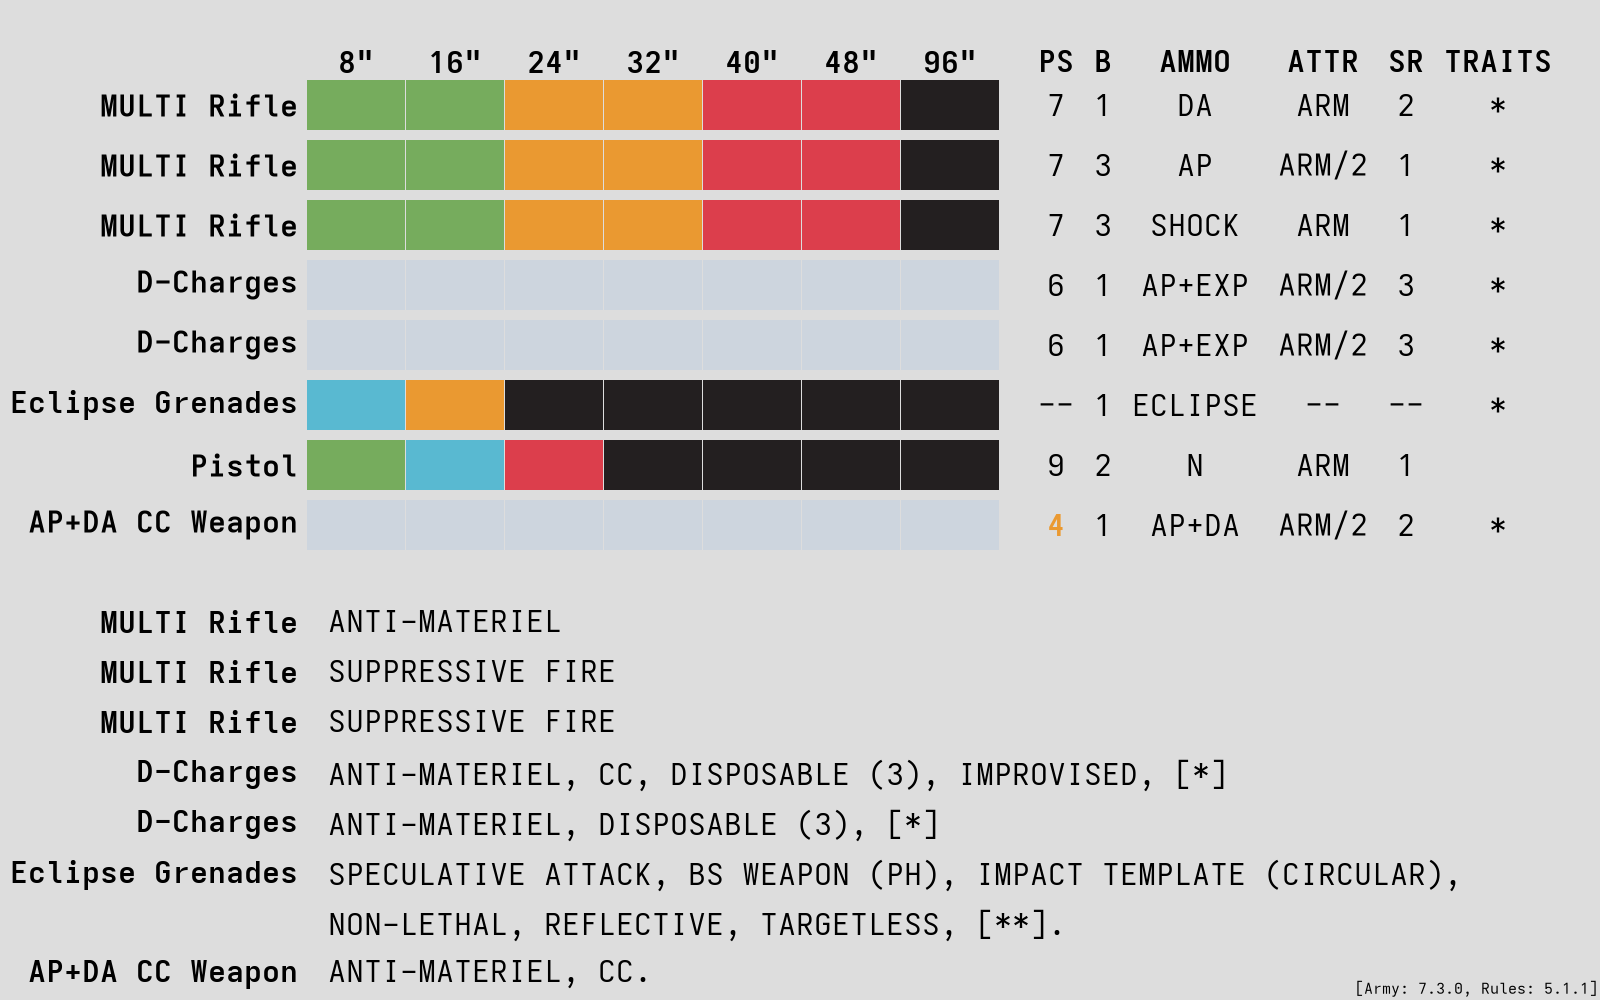 8" 16" 24" 32" 40" 48" 96" PS B AMMO ATTR SR TRAITS
MULTI Rifle 7 1 DA ARM 2 *
MULTI Rifle 7 3 AP ARM/2 1 *
MULTI Rifle 7 3 SHOCK ARM 1 *
D-Charges 6 1 AP+EXP ARM/2 3 *
D-Charges 6 1 AP+EXP ARM/2 3 *
Eclipse Grenades -- 1 ECLIPSE -- -- *
Pistol 9 2 N ARM 1
AP+DA CC Weapon 4 1 AP+DA ARM/2 2 *
MULTI Rifle ANTI-MATERIEL
MULTI Rifle SUPPRESSIVE FIRE
MULTI Rifle SUPPRESSIVE FIRE
D-Charges ANTI-MATERIEL, CC, DISPOSABLE (3), IMPROVISED, [*]
D-Charges ANTI-MATERIEL, DISPOSABLE (3), [*]
Eclipse Grenades SPECULATIVE ATTACK, BS WEAPON (PH), IMPACT TEMPLATE (CIRCULAR),
NON-LETHAL, REFLECTIVE, TARGETLESS, [**].
AP+DA CC Weapon ANTI-MATERIEL, CC.
[Army: 7.3.0, Rules: 5.1.1]